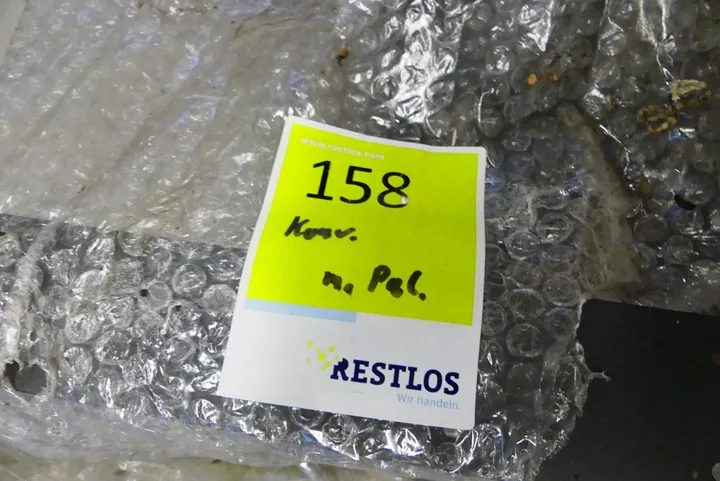 www.restlos.com
158
Konv.
m. Pal.
RESTLOS
Wir handeln.